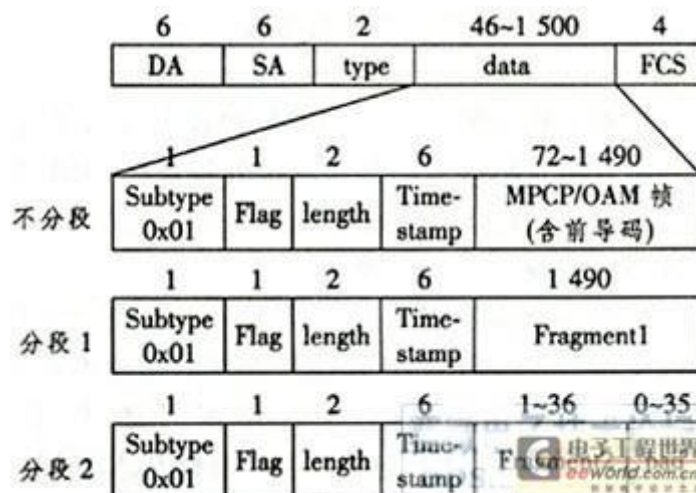 6 6 2 46~1 500 4
DA SA type data FCS
1 1 2 6 72~1 490
不分段 Subtype 0x01 Flag length Time-stamp MPCP/OAM 帧 (含前导码)
1 1 2 6 1 490
分段 1 Subtype 0x01 Flag length Time-stamp Fragment1
1 1 2 6 1~36 0~35
分段 2 Subtype 0x01 Flag length Time-stamp
电子工程世界
eeworld.com.cn